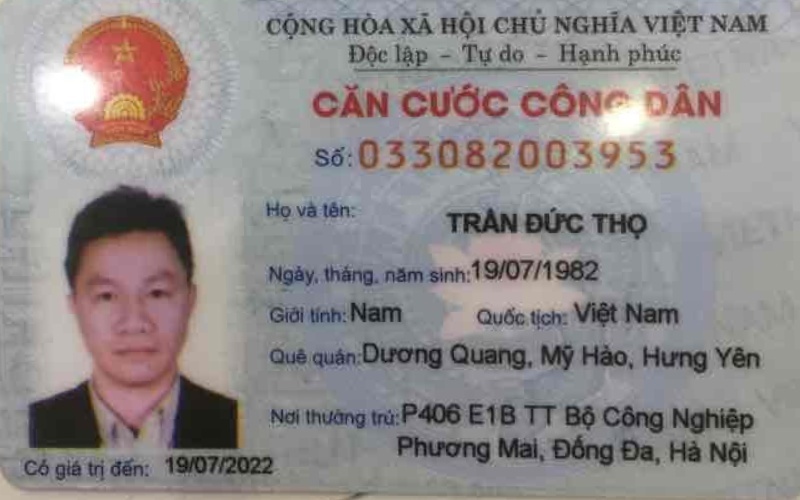 CỘNG HÒA XÃ HỘI CHỦ NGHĨA VIỆT NAM
Độc lập - Tự do - Hạnh phúc
CĂN CƯỚC CÔNG DÂN
Số: 033082003953
Họ và tên: TRẦN ĐỨC THỌ
Ngày, tháng, năm sinh: 19/07/1982
Giới tính: Nam Quốc tịch: Việt Nam
Quê quán: Dương Quang, Mỹ Hào, Hưng Yên
Nơi thường trú: P406 E1B TT Bộ Công Nghiệp
Phương Mai, Đống Đa, Hà Nội
Có giá trị đến: 19/07/2022